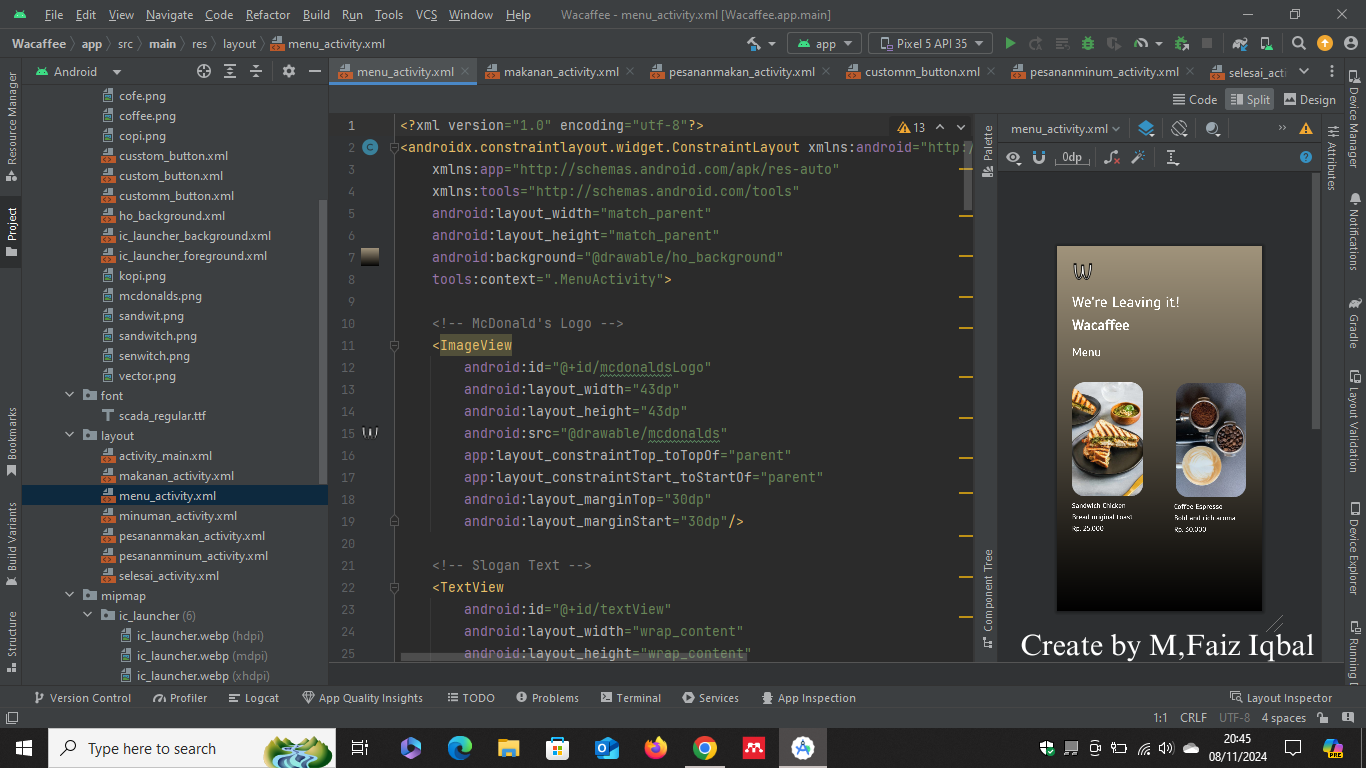 File Edit View Navigate Code Refactor Build Run Tools VCS Window Help Wacaffee - menu_activity.xml [Wacaffee.app.main]
Wacaffee app src main res layout menu_activity.xml app Pixel 5 API 35
Android
menu_activity.xml makanan_activity.xml pesananmakan_activity.xml customm_button.xml pesananminum_activity.xml selesai_acti
Code Split Design
Resource Manager
Project
Bookmarks
Build Variants
Structure
cofe.png
coffee.png
copi.png
cusstom_button.xml
custom_button.xml
customm_button.xml
ho_background.xml
ic_launcher_background.xml
ic_launcher_foreground.xml
kopi.png
mcdonalds.png
sandwit.png
sandwitch.png
senwitch.png
vector.png
font
scada_regular.ttf
layout
activity_main.xml
makanan_activity.xml
menu_activity.xml
minuman_activity.xml
pesananmakan_activity.xml
pesananminum_activity.xml
selesai_activity.xml
mipmap
ic_launcher (6)
ic_launcher.webp (hdpi)
ic_launcher.webp (mdpi)
ic_launcher.webp (xhdpi)
13
1 <?xml version="1.0" encoding="utf-8"?>
2 <androidx.constraintlayout.widget.ConstraintLayout xmlns:android="http:/
3 xmlns:app="http://schemas.android.com/apk/res-auto"
4 xmlns:tools="http://schemas.android.com/tools"
5 android:layout_width="match_parent"
6 android:layout_height="match_parent"
7 android:background="@drawable/ho_background"
8 tools:context=".MenuActivity">
9
10 <!-- McDonald's Logo -->
11 <ImageView
12 android:id="@+id/mcdonaldsLogo"
13 android:layout_width="43dp"
14 android:layout_height="43dp"
15 android:src="@drawable/mcdonalds"
16 app:layout_constraintTop_toTopOf="parent"
17 app:layout_constraintStart_toStartOf="parent"
18 android:layout_marginTop="30dp"
19 android:layout_marginStart="30dp"/>
20
21 <!-- Slogan Text -->
22 <TextView
23 android:id="@+id/textView"
24 android:layout_width="wrap_content"
25 android:layout_height="wrap_content"
Palette
Component Tree
menu_activity.xml
0dp
W
We're Leaving it!
Wacaffee
Menu
Sandwich Chicken
Bread original toast
Rp. 25.000
Coffee Espresso
Bold and rich aroma
Rp. 30.000
Create by M,Faiz Iqbal
Attributes
Device Manager
Notifications
Gradle
Layout Validation
Device Explorer
Running D
Version Control Profiler Logcat App Quality Insights TODO Problems Terminal Services App Inspection Layout Inspector
1:1 CRLF UTF-8 4 spaces
Type here to search
20:45
08/11/2024
PRE